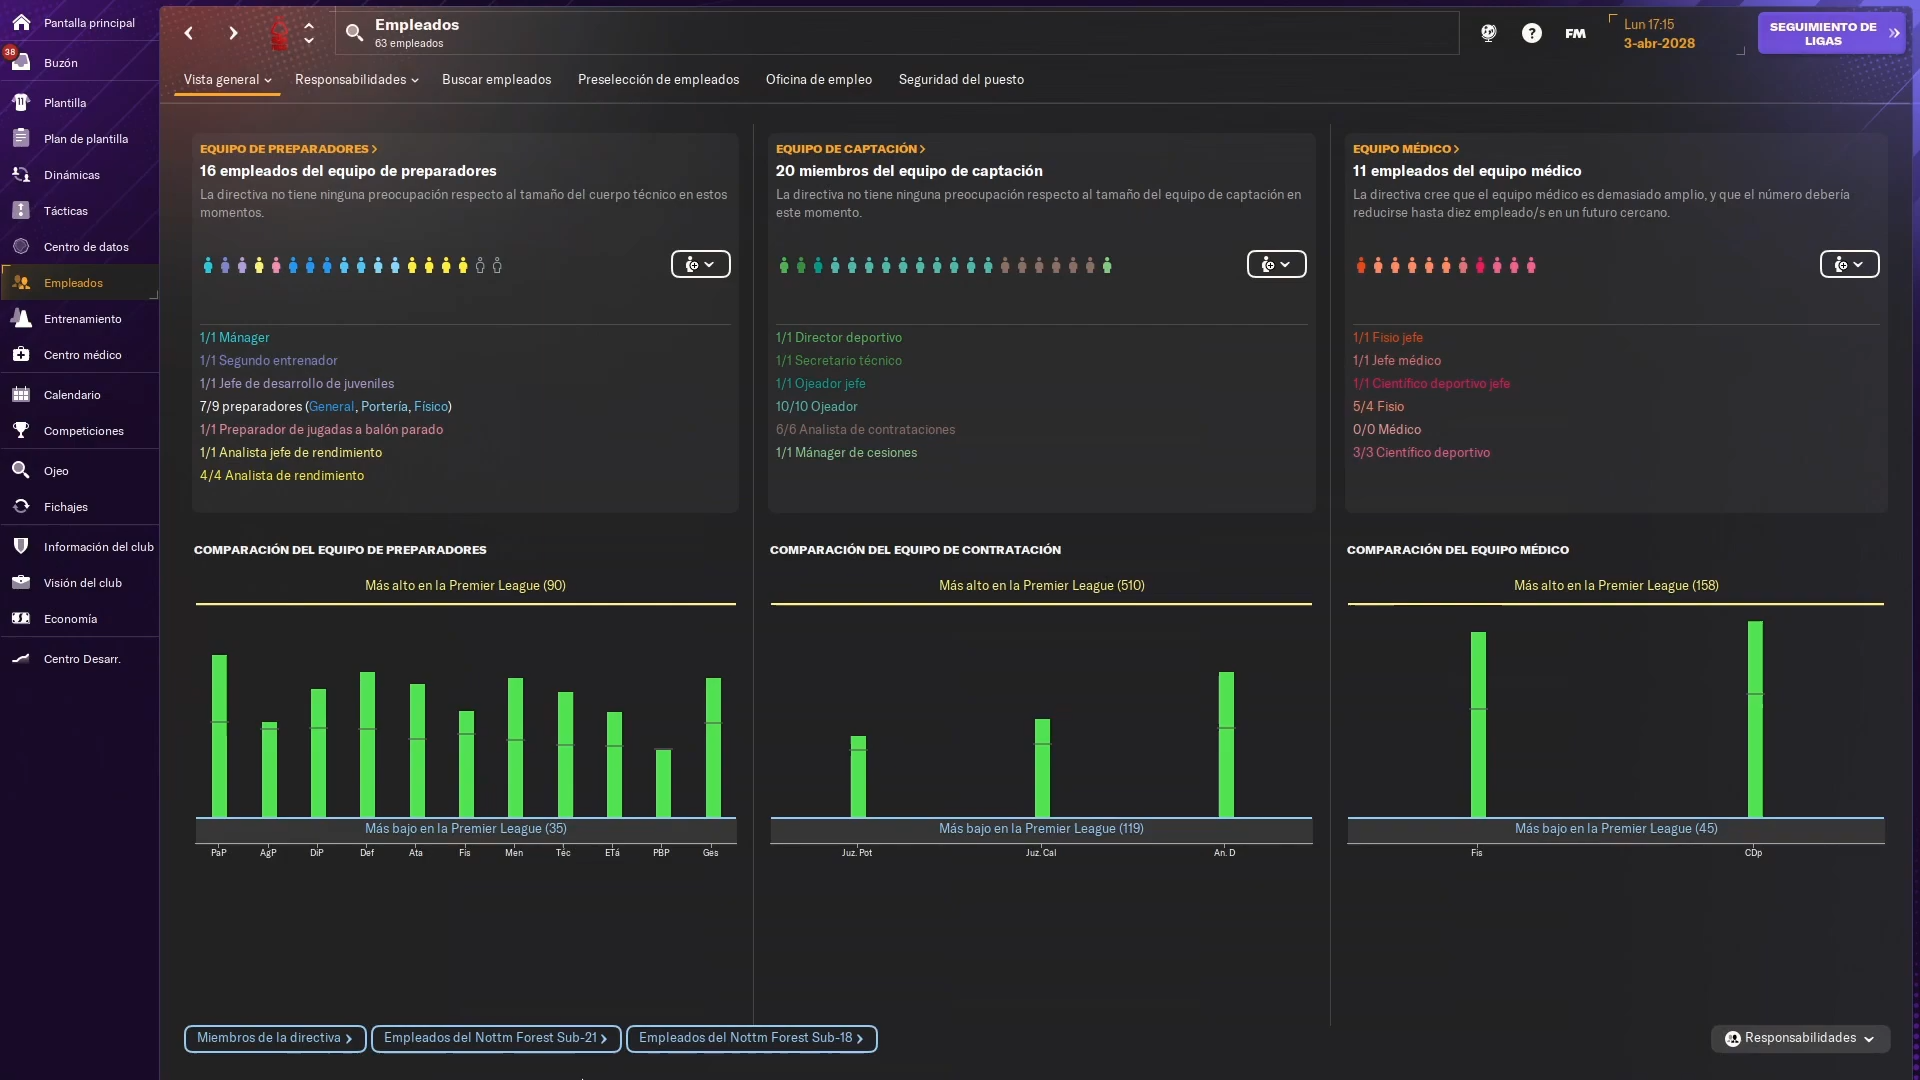 Pantalla principal
38
Buzón
Plantilla
Plan de plantilla
Dinámicas
Tácticas
Centro de datos
Empleados
Entrenamiento
Centro médico
Calendario
Competiciones
Ojeo
Fichajes
Información del club
Visión del club
Economía
Centro Desarr.
Empleados
63 empleados
FM
Lun 17:15
3-abr-2028
SEGUIMIENTO DE LIGAS
Vista general
Responsabilidades
Buscar empleados
Preselección de empleados
Oficina de empleo
Seguridad del puesto
EQUIPO DE PREPARADORES
16 empleados del equipo de preparadores
La directiva no tiene ninguna preocupación respecto al tamaño del cuerpo técnico en estos
momentos.
1/1 Mánager
1/1 Segundo entrenador
1/1 Jefe de desarrollo de juveniles
7/9 preparadores (General, Portería, Físico)
1/1 Preparador de jugadas a balón parado
1/1 Analista jefe de rendimiento
4/4 Analista de rendimiento
EQUIPO DE CAPTACIÓN
20 miembros del equipo de captación
La directiva no tiene ninguna preocupación respecto al tamaño del equipo de captación en
este momento.
1/1 Director deportivo
1/1 Secretario técnico
1/1 Ojeador jefe
10/10 Ojeador
6/6 Analista de contrataciones
1/1 Mánager de cesiones
EQUIPO MÉDICO
11 empleados del equipo médico
La directiva cree que el equipo médico es demasiado amplio, y que el número debería
reducirse hasta diez empleado/s en un futuro cercano.
1/1 Fisio jefe
1/1 Jefe médico
1/1 Científico deportivo jefe
5/4 Fisio
0/0 Médico
3/3 Científico deportivo
COMPARACIÓN DEL EQUIPO DE PREPARADORES
Más alto en la Premier League (90)
Más bajo en la Premier League (35)
PaP AgP DiP Def Ata Fis Men Téc ETá PBP Ges
COMPARACIÓN DEL EQUIPO DE CONTRATACIÓN
Más alto en la Premier League (510)
Más bajo en la Premier League (119)
Juz. Pot Juz. Cal An. D
COMPARACIÓN DEL EQUIPO MÉDICO
Más alto en la Premier League (158)
Más bajo en la Premier League (45)
Fis CDp
Miembros de la directiva
Empleados del Nottm Forest Sub-21
Empleados del Nottm Forest Sub-18
Responsabilidades